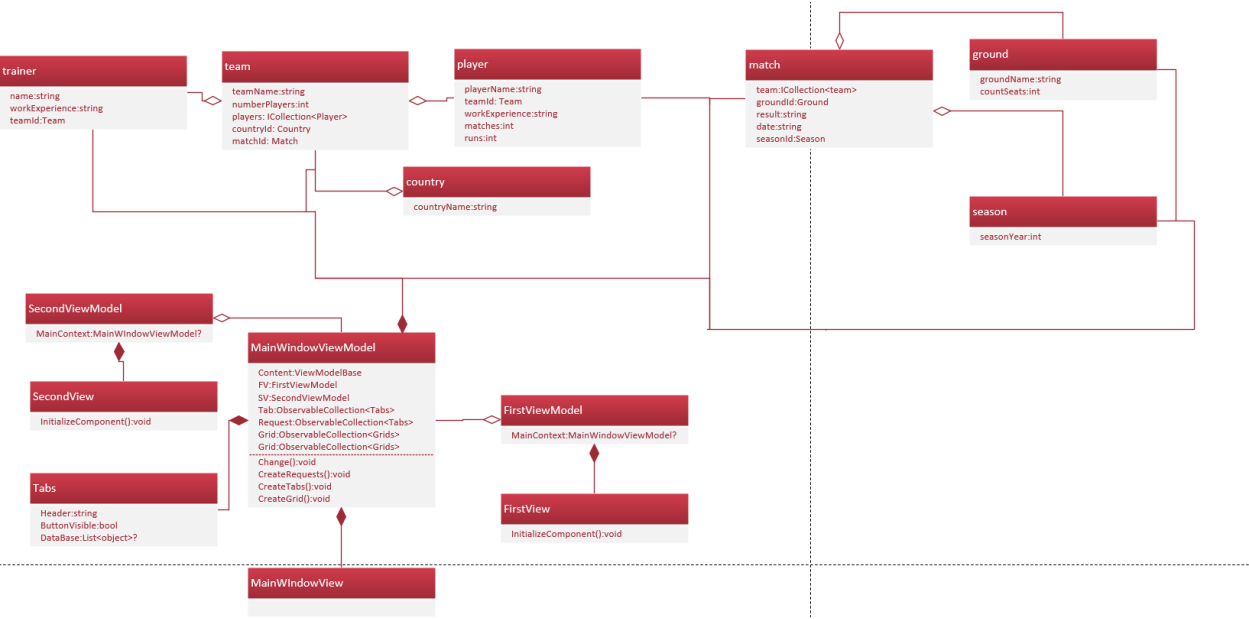 trainer
name:string
workExperience:string
teamId:Team
team
teamName:string
numberPlayers:int
players: ICollection<Player>
countryId: Country
matchId: Match
player
playerName:string
teamId: Team
workExperience:string
matches:int
runs:int
match
team:ICollection<team>
groundId:Ground
result:string
date:string
seasonId:Season
ground
groundName:string
countSeats:int
country
countryName:string
season
seasonYear:int
SecondViewModel
MainContext:MainWIndowViewModel?
SecondView
InitializeComponent():void
Tabs
Header:string
ButtonVisible:bool
DataBase:List<object>?
MainWindowViewModel
Content:ViewModelBase
FV:FirstViewModel
SV:SecondViewModel
Tab:ObservableCollection<Tabs>
Request:ObservableCollection<Tabs>
Grid:ObservableCollection<Grids>
Grid:ObservableCollection<Grids>
Change():void
CreateRequests():void
CreateTabs():void
CreateGrid():void
FirstViewModel
MainContext:MainWindowViewModel?
FirstView
InitializeComponent():void
MainWIndowView